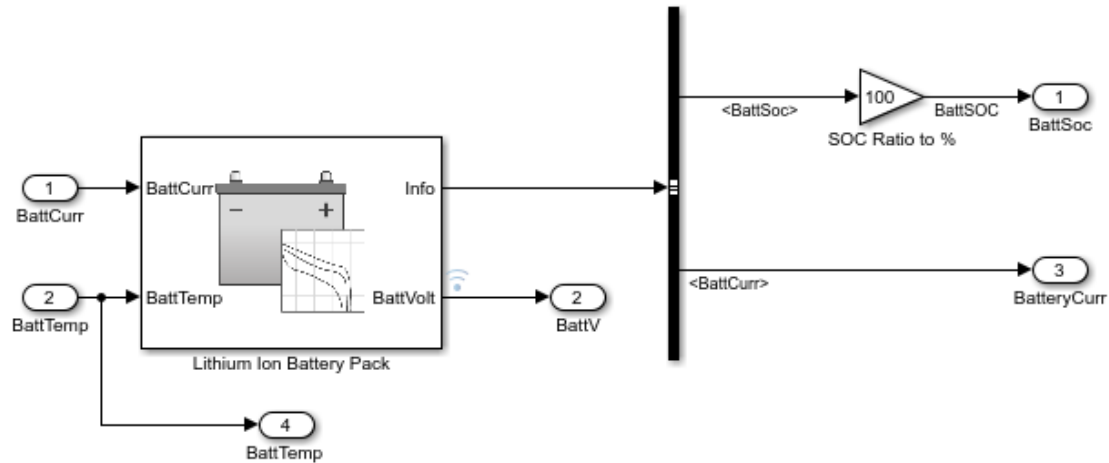 1
BattCurr
2
BattTemp
BattCurr
BattTemp
Info
BattVolt
Lithium Ion Battery Pack
2
BattV
4
BattTemp
<BattSoc>
100
SOC Ratio to %
BattSOC
1
BattSoc
<BattCurr>
3
BatteryCurr